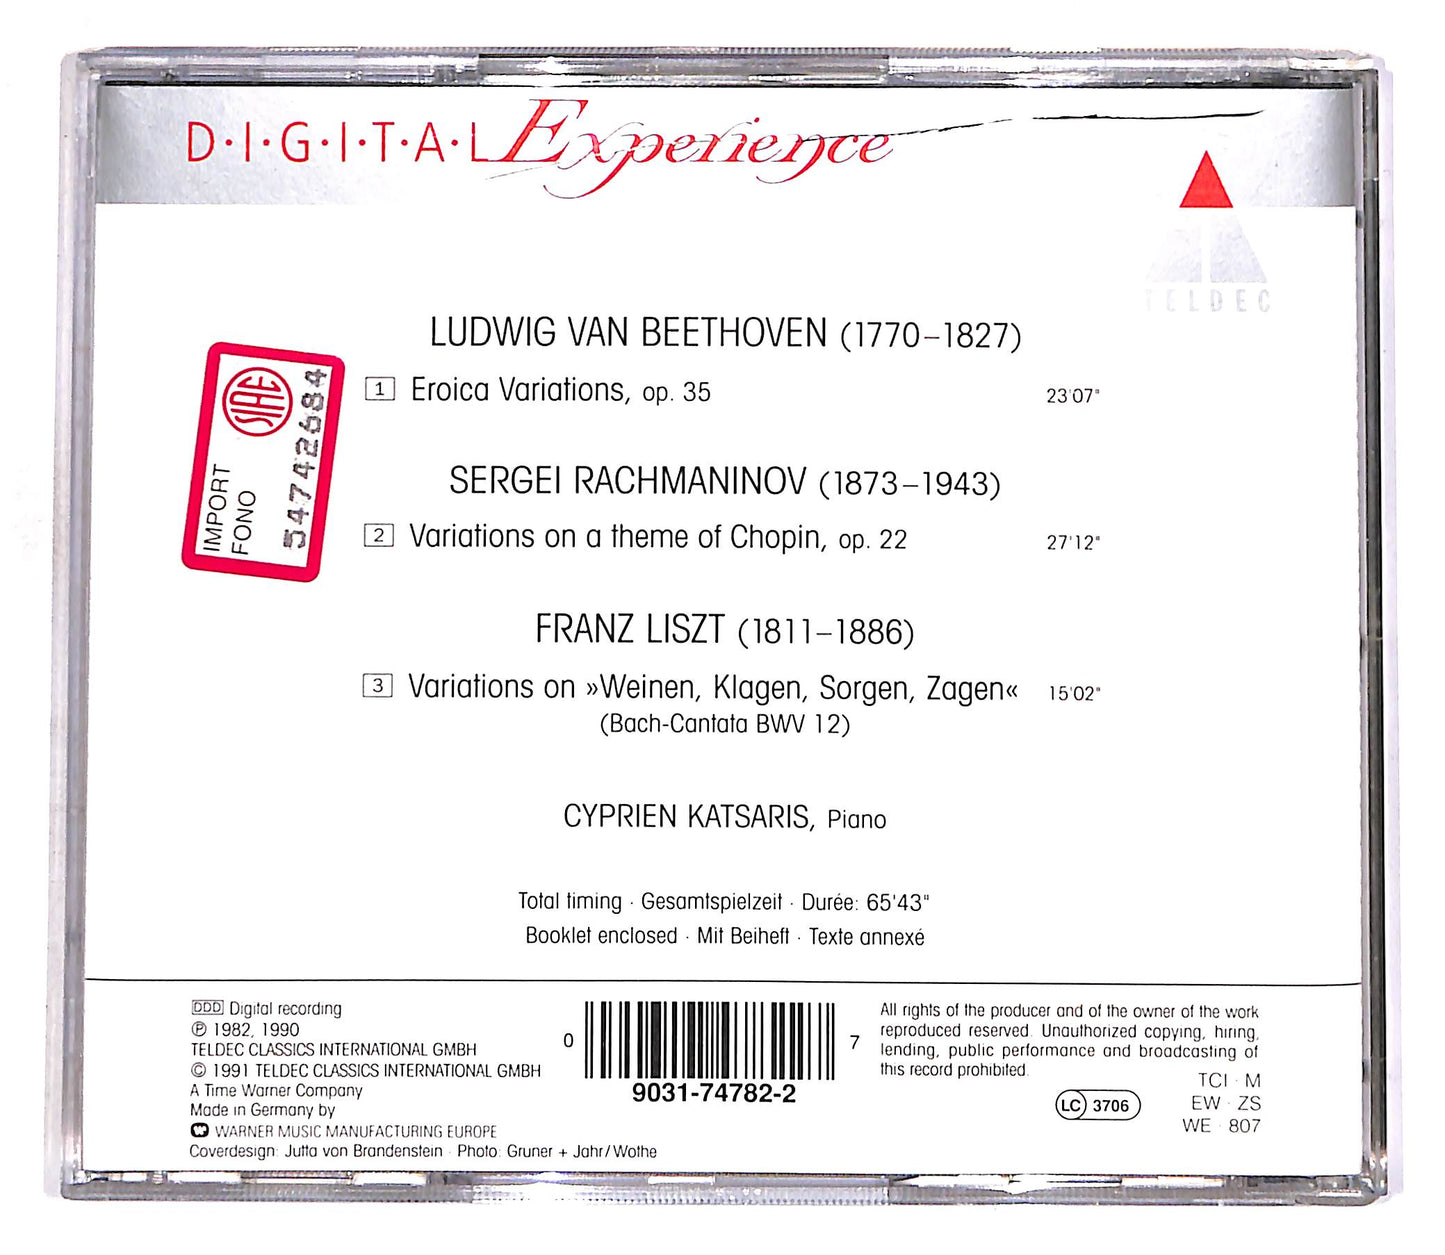 D·I·G·I·T·A·L Experience
TELDEC
LUDWIG VAN BEETHOVEN (1770–1827)
1 Eroica Variations, op. 35 23'07"
SIAE
IMPORT
FONO
54742684
SERGEI RACHMANINOV (1873–1943)
2 Variations on a theme of Chopin, op. 22 27'12"
FRANZ LISZT (1811–1886)
3 Variations on »Weinen, Klagen, Sorgen, Zagen« 15'02"
(Bach-Cantata BWV 12)
CYPRIEN KATSARIS, Piano
Total timing · Gesamtspielzeit · Durée: 65'43"
Booklet enclosed · Mit Beiheft · Texte annexé
DDD Digital recording
℗ 1982, 1990
TELDEC CLASSICS INTERNATIONAL GMBH
© 1991 TELDEC CLASSICS INTERNATIONAL GMBH
A Time Warner Company
Made in Germany by
WARNER MUSIC MANUFACTURING EUROPE
Coverdesign: Jutta von Brandenstein · Photo: Gruner + Jahr/Wothe
0 7
9031-74782-2
All rights of the producer and of the owner of the work
reproduced reserved. Unauthorized copying, hiring,
lending, public performance and broadcasting of
this record prohibited.
TCI · M
LC 3706 EW · ZS
WE · 807